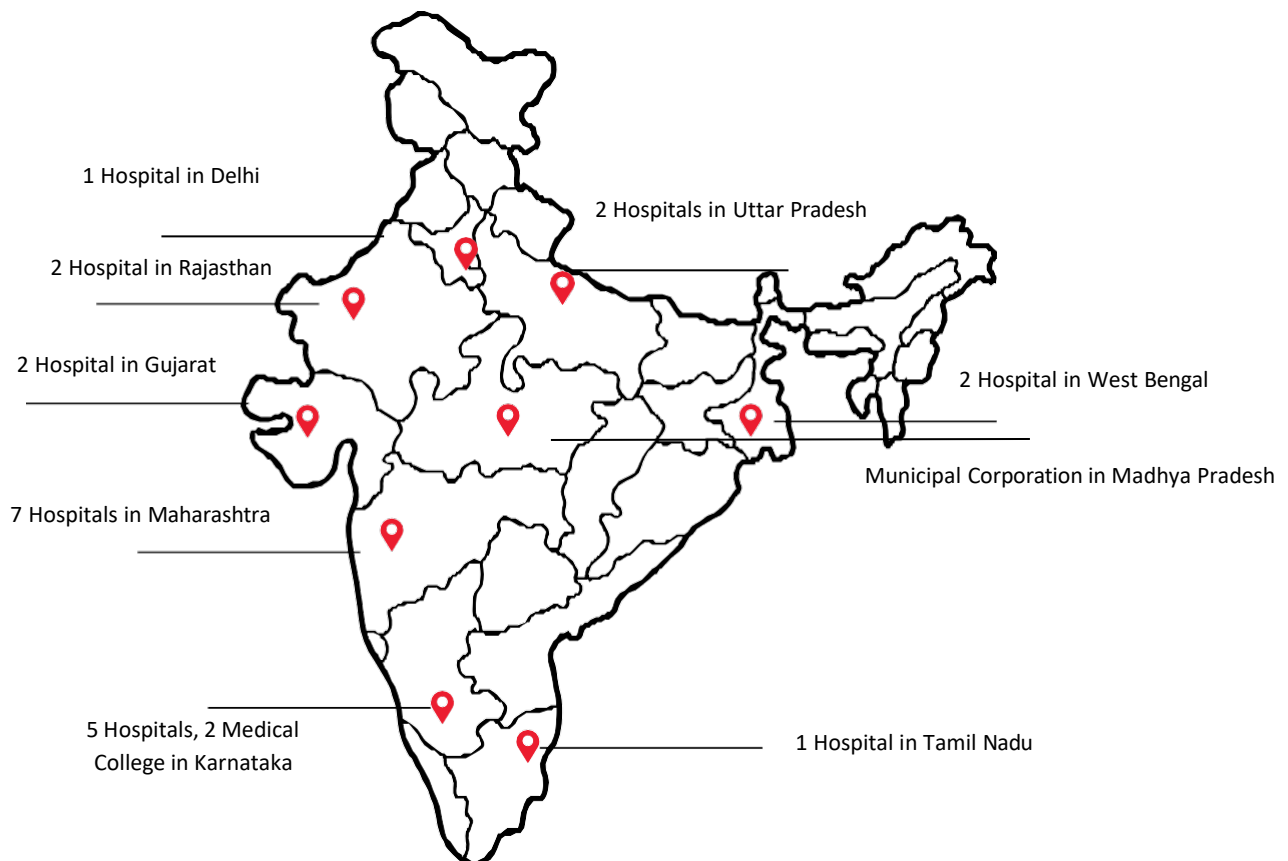 1 Hospital in Delhi
2 Hospitals in Uttar Pradesh
2 Hospital in Rajasthan
2 Hospital in Gujarat
2 Hospital in West Bengal
Municipal Corporation in Madhya Pradesh
7 Hospitals in Maharashtra
5 Hospitals, 2 Medical
College in Karnataka
1 Hospital in Tamil Nadu